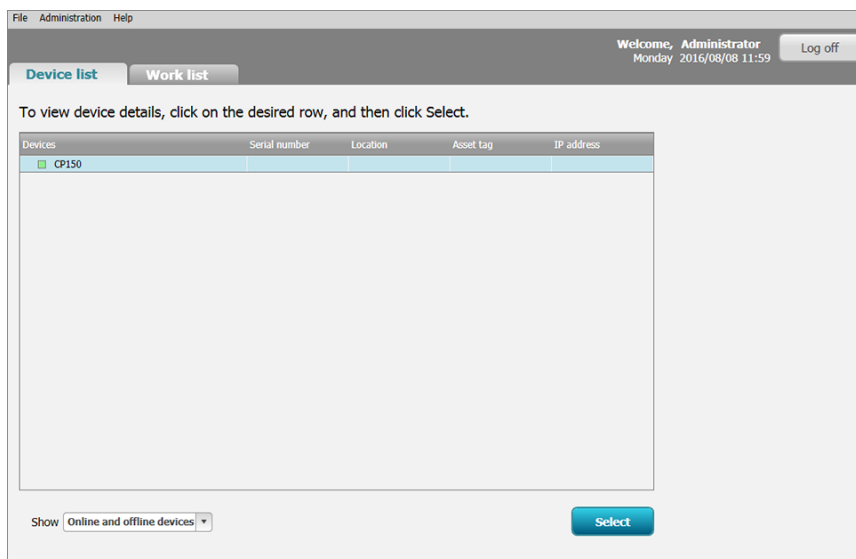 File Administration Help
Welcome, Administrator
Monday 2016/08/08 11:59
Log off
Device list Work list
To view device details, click on the desired row, and then click Select.
Devices Serial number Location Asset tag IP address
CP150
Show Online and offline devices Select